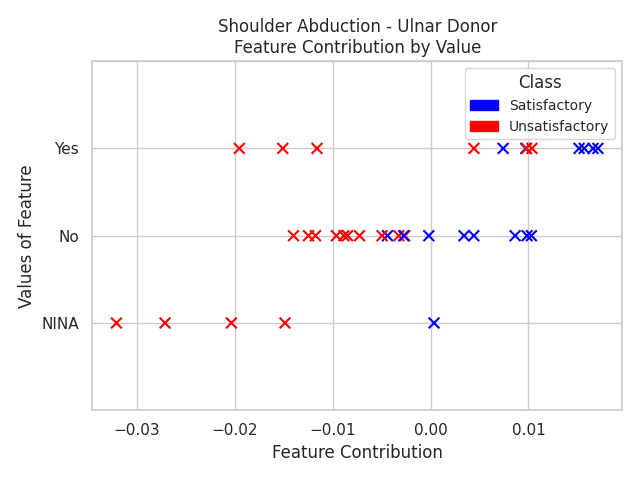 Shoulder Abduction - Ulnar Donor
Feature Contribution by Value
Class
Satisfactory
Unsatisfactory
Values of Feature
Yes
No
NINA
−0.03
−0.02
−0.01
0.00
0.01
Feature Contribution